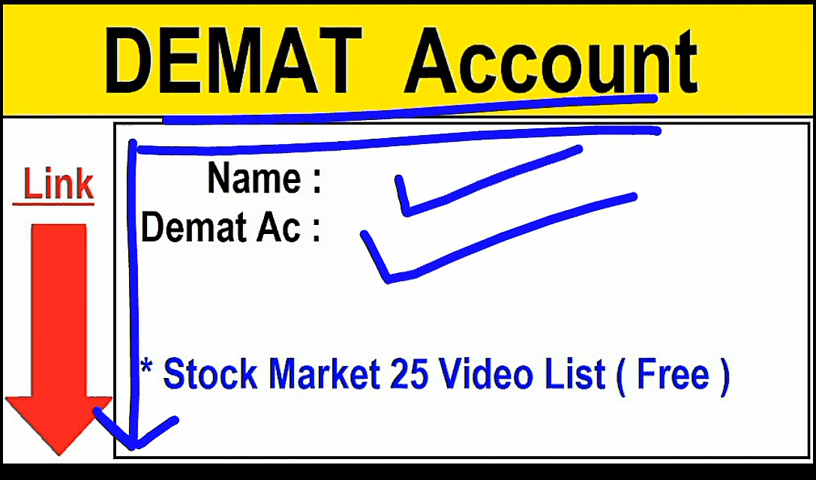 DEMAT Account
Link
Name :
Demat Ac :
* Stock Market 25 Video List ( Free )